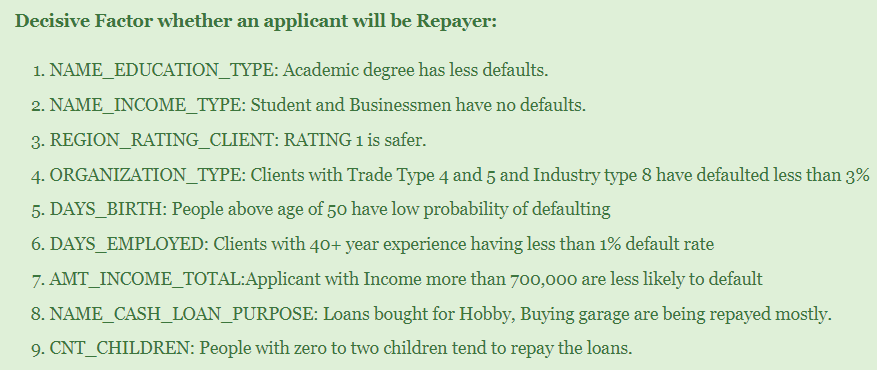 Decisive Factor whether an applicant will be Repayer:
1. NAME_EDUCATION_TYPE: Academic degree has less defaults.
2. NAME_INCOME_TYPE: Student and Businessmen have no defaults.
3. REGION_RATING_CLIENT: RATING 1 is safer.
4. ORGANIZATION_TYPE: Clients with Trade Type 4 and 5 and Industry type 8 have defaulted less than 3%
5. DAYS_BIRTH: People above age of 50 have low probability of defaulting
6. DAYS_EMPLOYED: Clients with 40+ year experience having less than 1% default rate
7. AMT_INCOME_TOTAL:Applicant with Income more than 700,000 are less likely to default
8. NAME_CASH_LOAN_PURPOSE: Loans bought for Hobby, Buying garage are being repayed mostly.
9. CNT_CHILDREN: People with zero to two children tend to repay the loans.